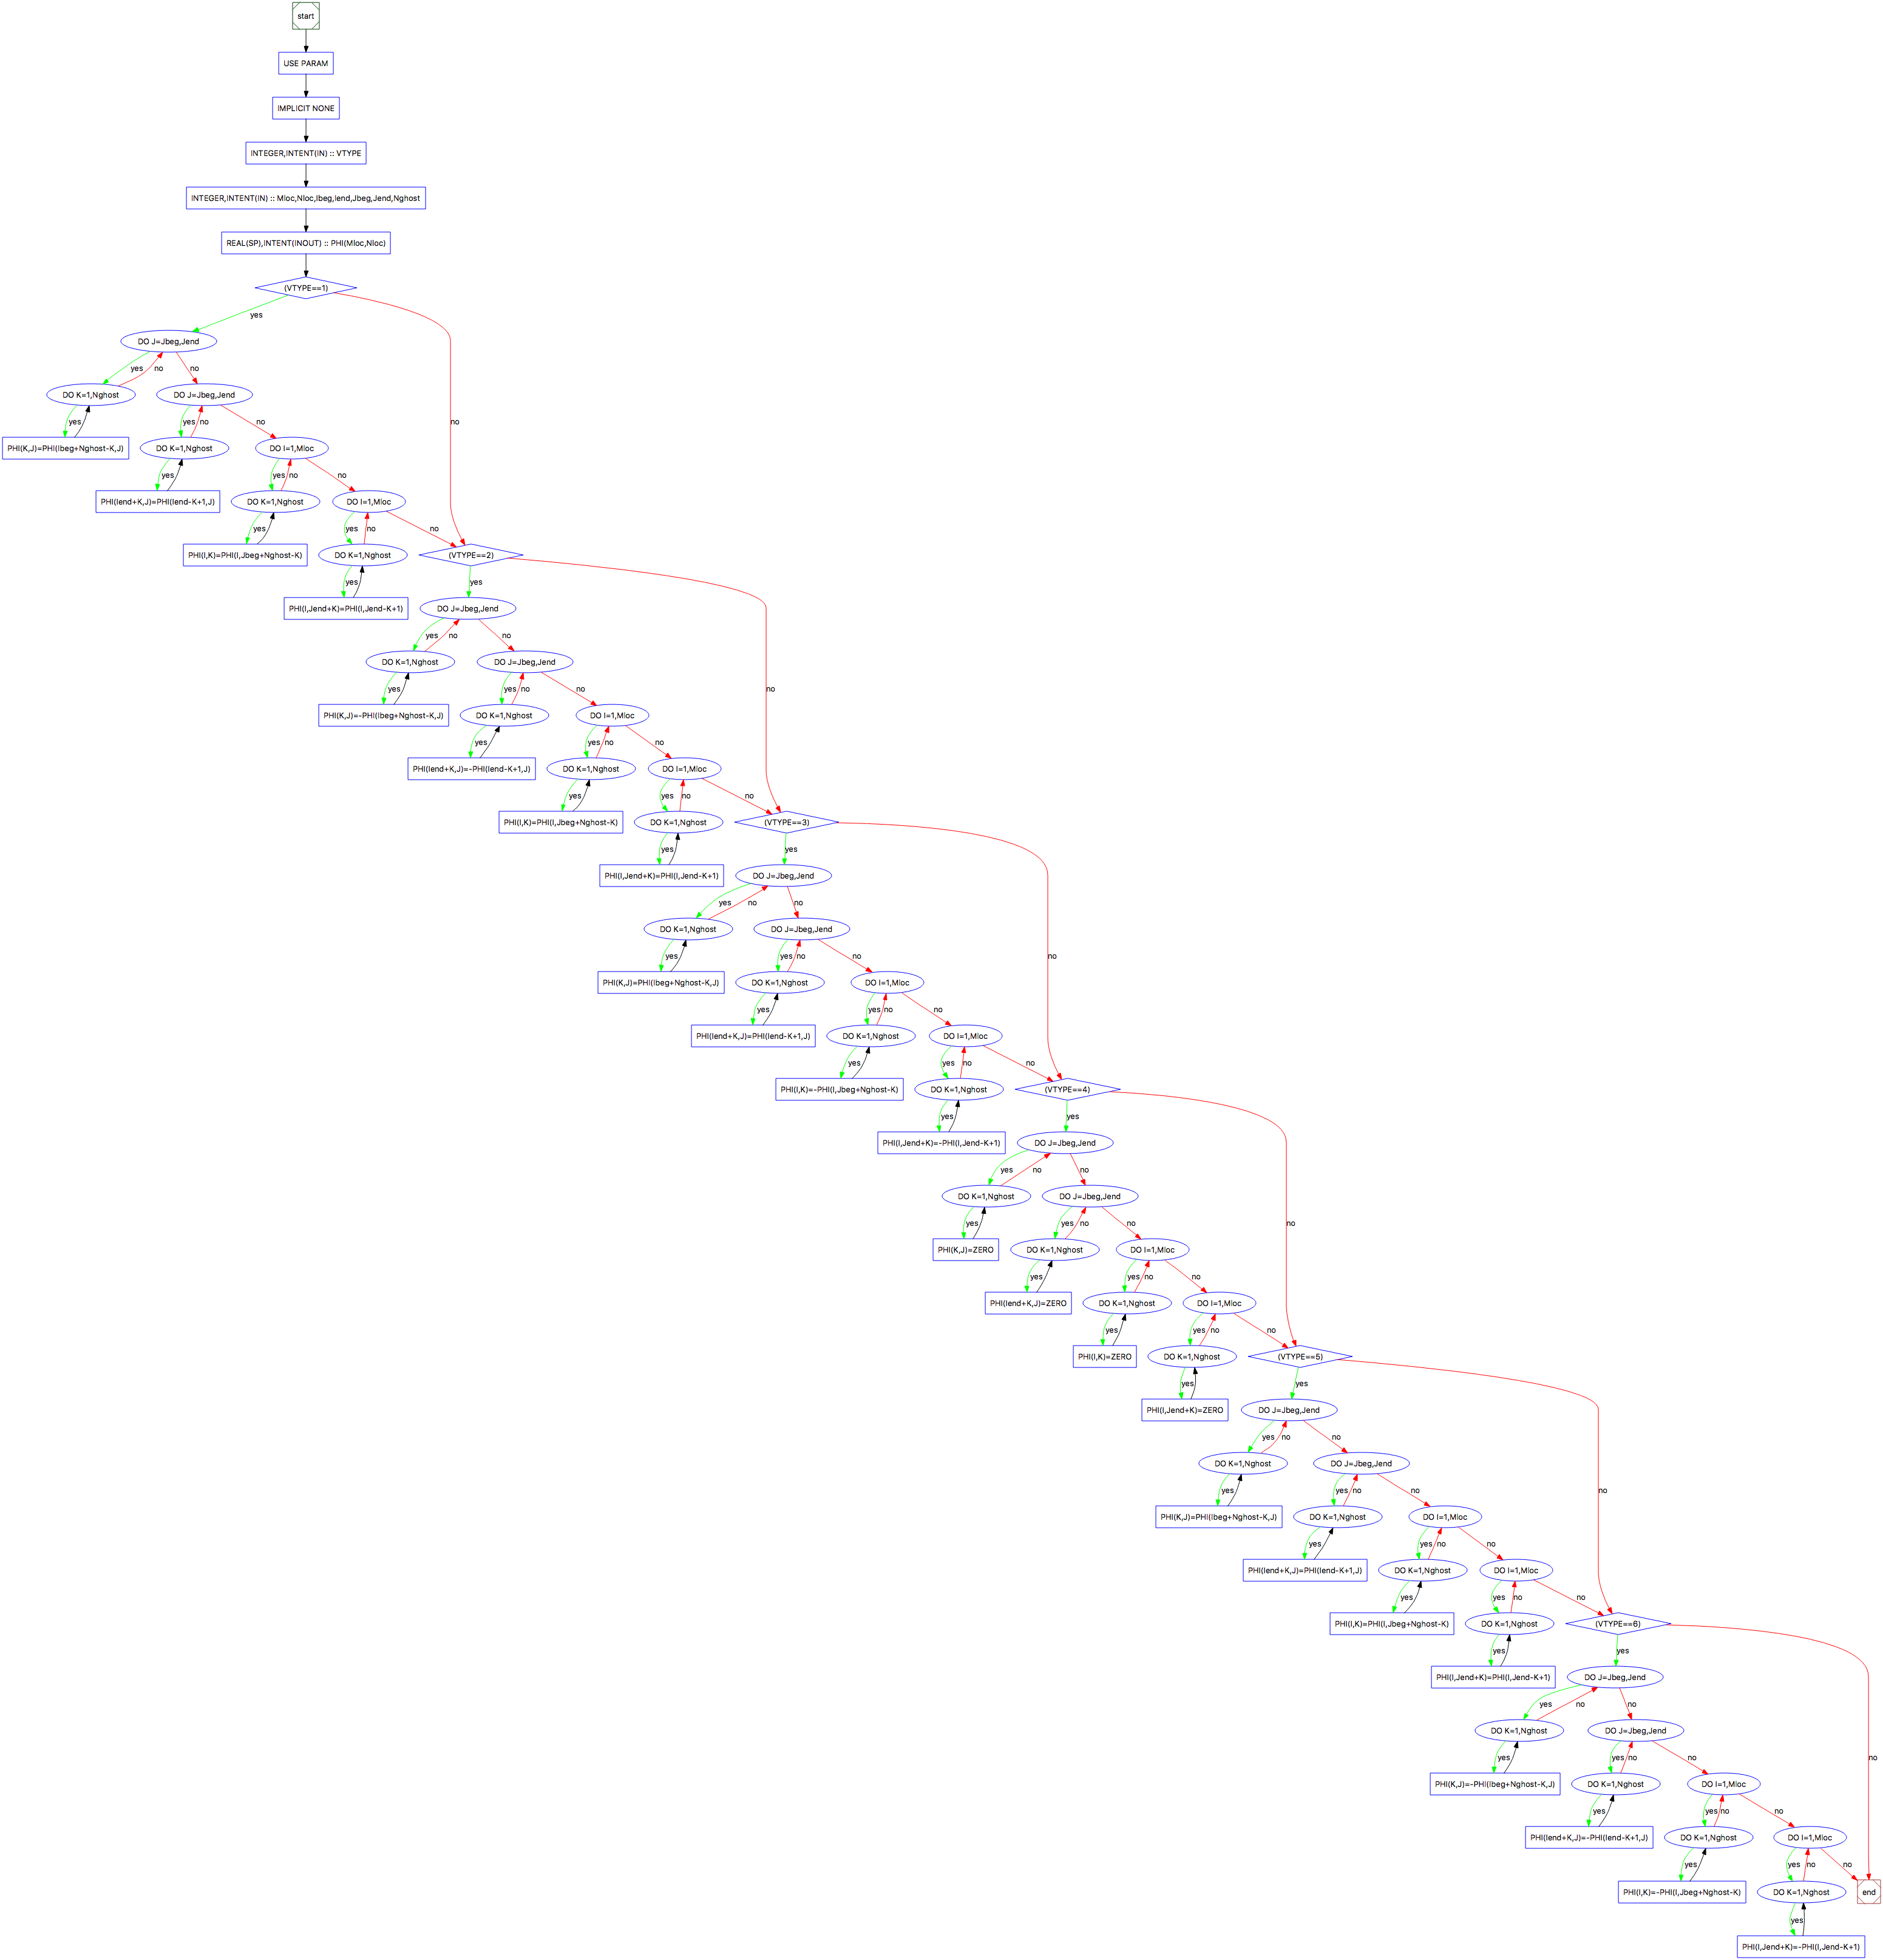 start
USE PARAM
IMPLICIT NONE
INTEGER,INTENT(IN) :: VTYPE
INTEGER,INTENT(IN) :: Mloc,Nloc,Ibeg,Iend,Jbeg,Jend,Nghost
REAL(SP),INTENT(INOUT) :: PHI(Mloc,Nloc)
(VTYPE==1)
yes
DO J=Jbeg,Jend
yes
no
no
DO K=1,Nghost
DO J=Jbeg,Jend
yes
yes
no
no
no
PHI(K,J)=PHI(Ibeg+Nghost-K,J)
DO K=1,Nghost
DO I=1,Mloc
yes
yes
no
no
PHI(Iend+K,J)=PHI(Iend-K+1,J)
DO K=1,Nghost
DO I=1,Mloc
yes
yes
no
no
PHI(I,K)=PHI(I,Jbeg+Nghost-K)
DO K=1,Nghost
(VTYPE==2)
yes
yes
PHI(I,Jend+K)=PHI(I,Jend-K+1)
DO J=Jbeg,Jend
yes
no
no
DO K=1,Nghost
DO J=Jbeg,Jend
yes
yes
no
no
no
PHI(K,J)=-PHI(Ibeg+Nghost-K,J)
DO K=1,Nghost
DO I=1,Mloc
yes
yes
no
no
PHI(Iend+K,J)=-PHI(Iend-K+1,J)
DO K=1,Nghost
DO I=1,Mloc
yes
yes
no
no
PHI(I,K)=PHI(I,Jbeg+Nghost-K)
DO K=1,Nghost
(VTYPE==3)
yes
yes
PHI(I,Jend+K)=PHI(I,Jend-K+1)
DO J=Jbeg,Jend
yes
no
no
DO K=1,Nghost
DO J=Jbeg,Jend
yes
yes
no
no
no
PHI(K,J)=PHI(Ibeg+Nghost-K,J)
DO K=1,Nghost
DO I=1,Mloc
yes
yes
no
no
PHI(Iend+K,J)=PHI(Iend-K+1,J)
DO K=1,Nghost
DO I=1,Mloc
yes
yes
no
no
PHI(I,K)=-PHI(I,Jbeg+Nghost-K)
DO K=1,Nghost
(VTYPE==4)
yes
yes
PHI(I,Jend+K)=-PHI(I,Jend-K+1)
DO J=Jbeg,Jend
yes
no
no
DO K=1,Nghost
DO J=Jbeg,Jend
yes
yes
no
no
no
PHI(K,J)=ZERO
DO K=1,Nghost
DO I=1,Mloc
yes
yes
no
no
PHI(Iend+K,J)=ZERO
DO K=1,Nghost
DO I=1,Mloc
yes
yes
no
no
PHI(I,K)=ZERO
DO K=1,Nghost
(VTYPE==5)
yes
yes
PHI(I,Jend+K)=ZERO
DO J=Jbeg,Jend
yes
no
no
DO K=1,Nghost
DO J=Jbeg,Jend
yes
yes
no
no
no
PHI(K,J)=PHI(Ibeg+Nghost-K,J)
DO K=1,Nghost
DO I=1,Mloc
yes
yes
no
no
PHI(Iend+K,J)=PHI(Iend-K+1,J)
DO K=1,Nghost
DO I=1,Mloc
yes
yes
no
no
PHI(I,K)=PHI(I,Jbeg+Nghost-K)
DO K=1,Nghost
(VTYPE==6)
yes
yes
PHI(I,Jend+K)=PHI(I,Jend-K+1)
DO J=Jbeg,Jend
yes
no
no
DO K=1,Nghost
DO J=Jbeg,Jend
yes
yes
no
no
no
PHI(K,J)=-PHI(Ibeg+Nghost-K,J)
DO K=1,Nghost
DO I=1,Mloc
yes
yes
no
no
PHI(Iend+K,J)=-PHI(Iend-K+1,J)
DO K=1,Nghost
DO I=1,Mloc
yes
yes
no
no
PHI(I,K)=-PHI(I,Jbeg+Nghost-K)
DO K=1,Nghost
end
yes
PHI(I,Jend+K)=-PHI(I,Jend-K+1)